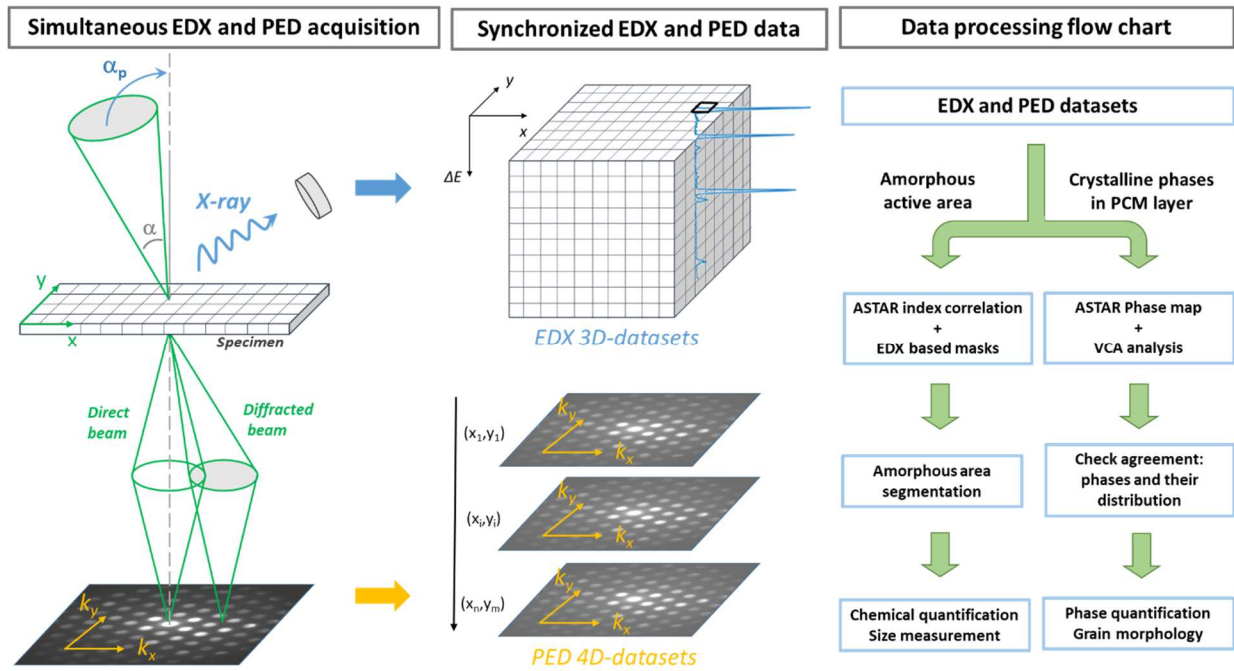 Simultaneous EDX and PED acquisition
αp
α
X-ray
y
x
Specimen
Direct
beam
Diffracted
beam
ky
kx
Synchronized EDX and PED data
y
x
ΔE
EDX 3D-datasets
(x1,y1)
ky
kx
(xi,yi)
ky
kx
(xn,ym)
ky
kx
PED 4D-datasets
Data processing flow chart
EDX and PED datasets
Amorphous
active area
Crystalline phases
in PCM layer
ASTAR index correlation
+
EDX based masks
ASTAR Phase map
+
VCA analysis
Amorphous area
segmentation
Check agreement:
phases and their
distribution
Chemical quantification
Size measurement
Phase quantification
Grain morphology